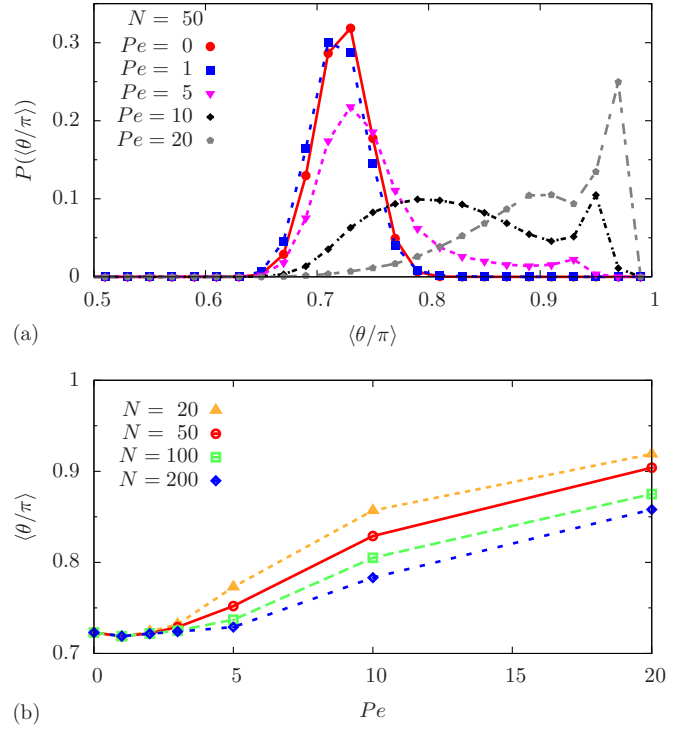 N = 50
Pe = 0
Pe = 1
Pe = 5
Pe = 10
Pe = 20
P(⟨θ/π⟩)
0.3
0.2
0.1
0
0.5 0.6 0.7 0.8 0.9 1
(a)
⟨θ/π⟩
N = 20
N = 50
N = 100
N = 200
⟨θ/π⟩
1
0.9
0.8
0.7
0 5 10 15 20
(b)
Pe